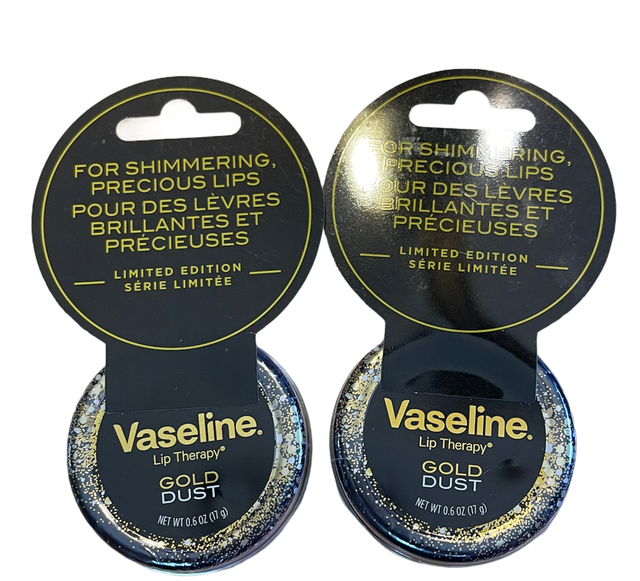 FOR SHIMMERING,
PRECIOUS LIPS
POUR DES LÈVRES
BRILLANTES ET
PRÉCIEUSES
LIMITED EDITION
SÉRIE LIMITÉE
Vaseline.
Lip Therapy®
GOLD
DUST
NET WT 0.6 OZ (17 g)
FOR SHIMMERING,
PRECIOUS LIPS
POUR DES LÈVRES
BRILLANTES ET
PRÉCIEUSES
LIMITED EDITION
SÉRIE LIMITÉE
Vaseline.
Lip Therapy®
GOLD
DUST
NET WT 0.6 OZ (17 g)